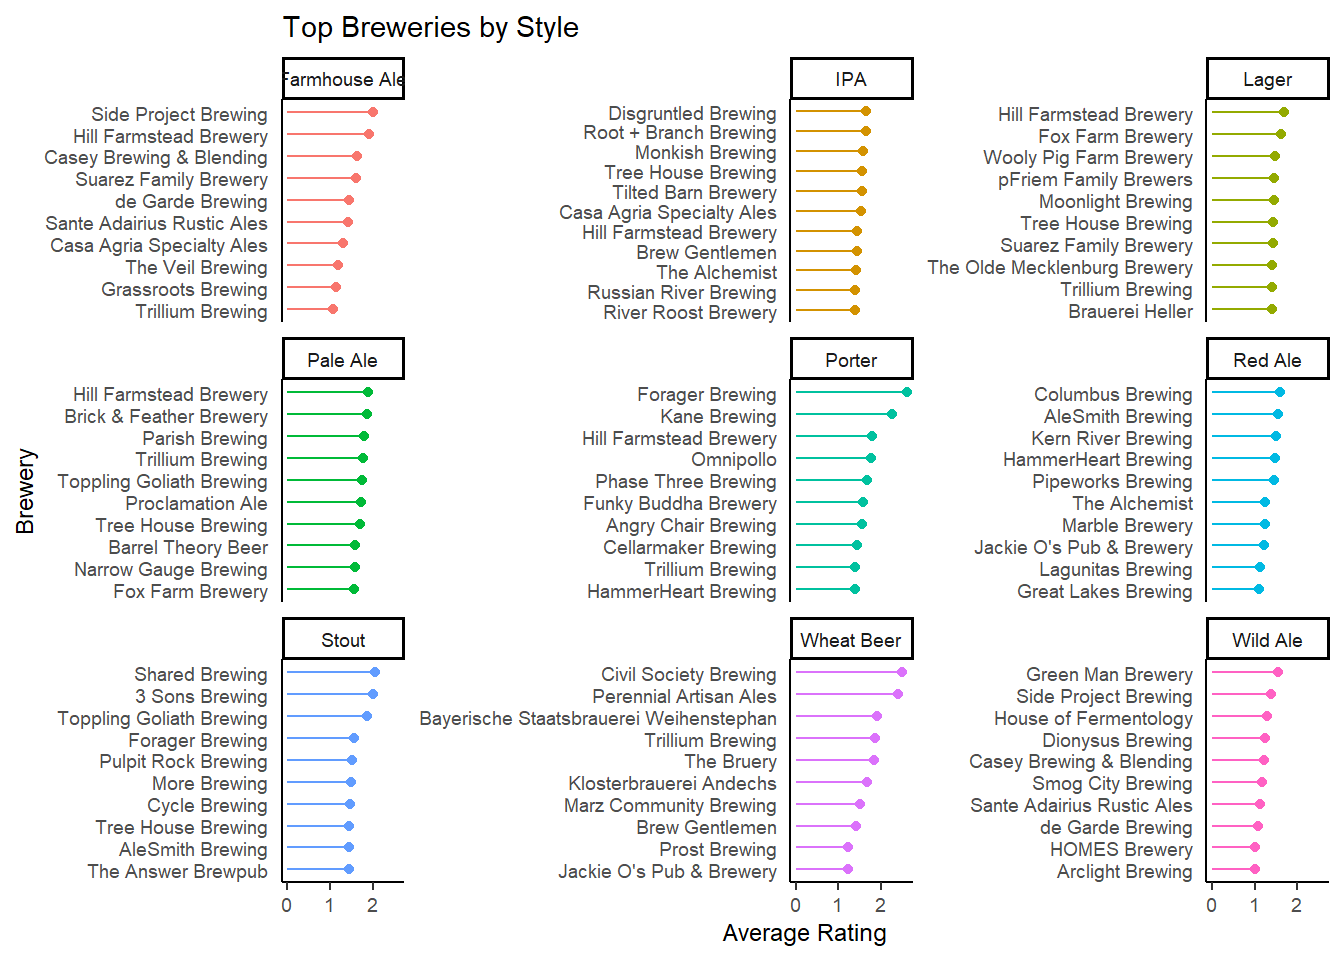 Top Breweries by Style
Farmhouse Ale
Side Project Brewing
Hill Farmstead Brewery
Casey Brewing & Blending
Suarez Family Brewery
de Garde Brewing
Sante Adairius Rustic Ales
Casa Agria Specialty Ales
The Veil Brewing
Grassroots Brewing
Trillium Brewing
IPA
Disgruntled Brewing
Root + Branch Brewing
Monkish Brewing
Tree House Brewing
Tilted Barn Brewery
Casa Agria Specialty Ales
Hill Farmstead Brewery
Brew Gentlemen
The Alchemist
Russian River Brewing
River Roost Brewery
Lager
Hill Farmstead Brewery
Fox Farm Brewery
Wooly Pig Farm Brewery
pFriem Family Brewers
Moonlight Brewing
Tree House Brewing
Suarez Family Brewery
The Olde Mecklenburg Brewery
Trillium Brewing
Brauerei Heller
Pale Ale
Hill Farmstead Brewery
Brick & Feather Brewery
Parish Brewing
Trillium Brewing
Toppling Goliath Brewing
Proclamation Ale
Tree House Brewing
Barrel Theory Beer
Narrow Gauge Brewing
Fox Farm Brewery
Porter
Forager Brewing
Kane Brewing
Hill Farmstead Brewery
Omnipollo
Phase Three Brewing
Funky Buddha Brewery
Angry Chair Brewing
Cellarmaker Brewing
Trillium Brewing
HammerHeart Brewing
Red Ale
Columbus Brewing
AleSmith Brewing
Kern River Brewing
HammerHeart Brewing
Pipeworks Brewing
The Alchemist
Marble Brewery
Jackie O's Pub & Brewery
Lagunitas Brewing
Great Lakes Brewing
Stout
Shared Brewing
3 Sons Brewing
Toppling Goliath Brewing
Forager Brewing
Pulpit Rock Brewing
More Brewing
Cycle Brewing
Tree House Brewing
AleSmith Brewing
The Answer Brewpub
0 1 2
Wheat Beer
Civil Society Brewing
Perennial Artisan Ales
Bayerische Staatsbrauerei Weihenstephan
Trillium Brewing
The Bruery
Klosterbrauerei Andechs
Marz Community Brewing
Brew Gentlemen
Prost Brewing
Jackie O's Pub & Brewery
0 1 2
Wild Ale
Green Man Brewery
Side Project Brewing
House of Fermentology
Dionysus Brewing
Casey Brewing & Blending
Smog City Brewing
Sante Adairius Rustic Ales
de Garde Brewing
HOMES Brewery
Arclight Brewing
0 1 2
Brewery
Average Rating